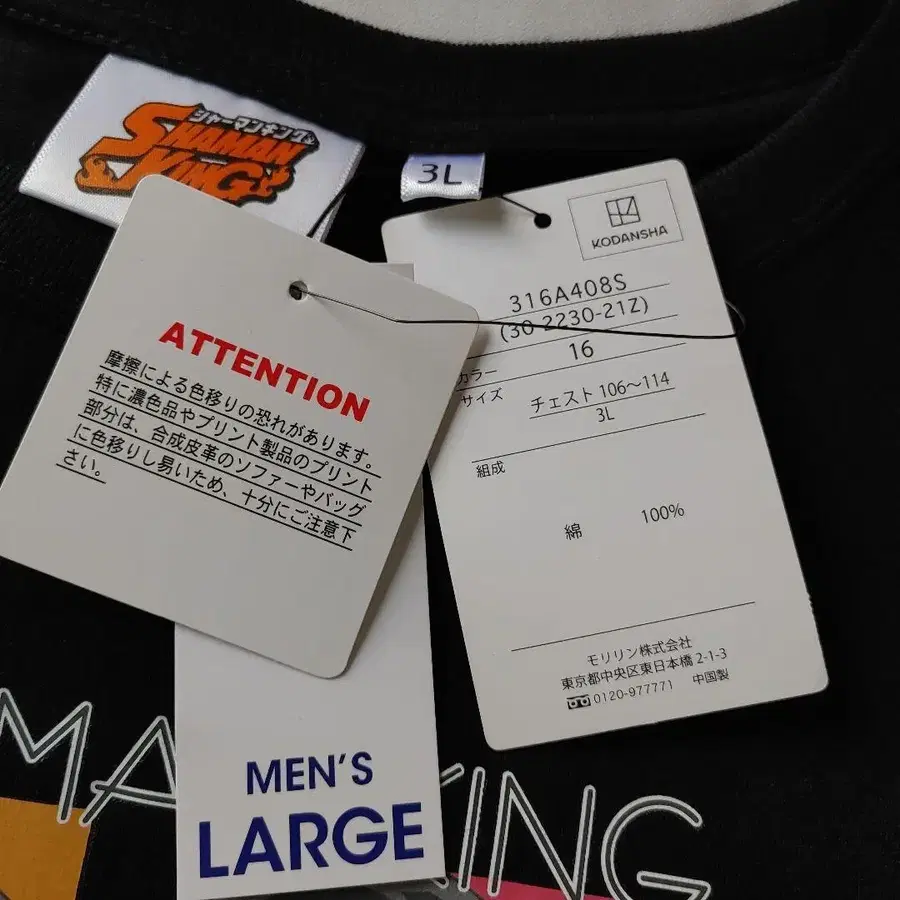 シャーマンキング
SHAMAN
KING
3L
KODANSHA
316A408S
(30-2230-21Z)
カラー 16
サイズ チェスト 106～114
3L
組成
綿 100%
モリリン株式会社
東京都中央区東日本橋 2-1-3
0120-977771 中国製
ATTENTION
摩擦による色移りの恐れがあります。
特に濃色品やプリント製品のプリント
部分は、合成皮革のソファーやバッグ
に色移りし易いため、十分にご注意下
さい。
MEN'S
LARGE
MA KING